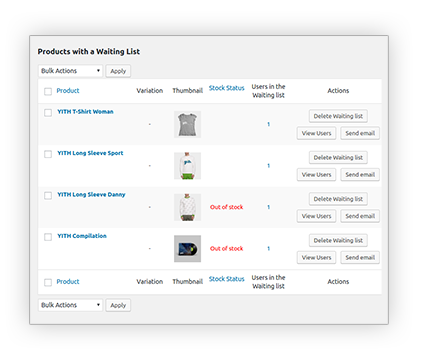 Products with a Waiting List
Bulk Actions Apply
Product Variation Thumbnail Stock Status Users in the Waiting list Actions
YITH T-Shirt Woman - 1 Delete Waiting list
View Users Send email
YITH Long Sleeve Sport - 1 Delete Waiting list
View Users Send email
YITH Long Sleeve Danny - Out of stock 1 Delete Waiting list
View Users Send email
YITH Compilation - Out of stock 1 Delete Waiting list
View Users Send email
Product Variation Thumbnail Stock Status Users in the Waiting list Actions
Bulk Actions Apply